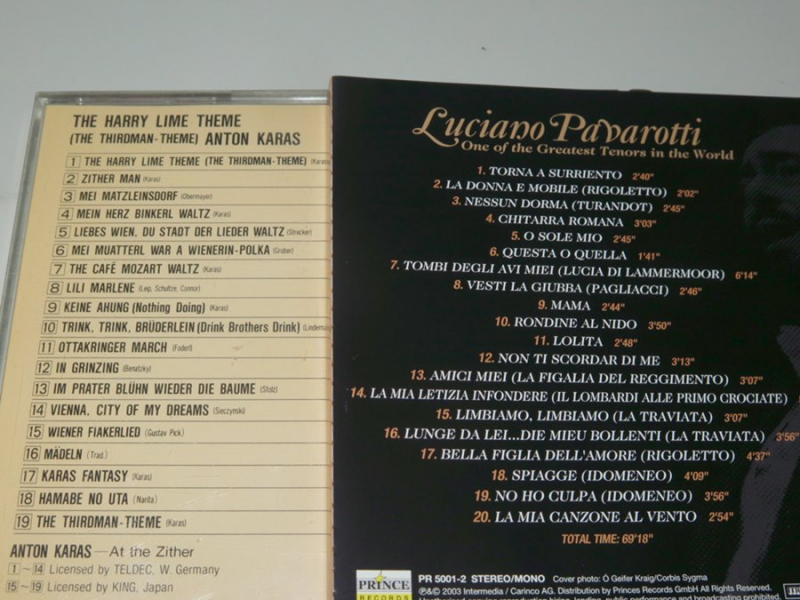 THE HARRY LIME THEME
(THE THIRDMAN-THEME) ANTON KARAS
1 THE HARRY LIME THEME (THE THIRDMAN-THEME) (Karas)
2 ZITHER MAN (Karas)
3 MEI MATZLEINSDORF (Obermayer)
4 MEIN HERZ BINKERL WALTZ (Karas)
5 LIEBES WIEN, DU STADT DER LIEDER WALTZ (Strecker)
6 MEI MUATTERL WAR A WIENERIN-POLKA (Gruber)
7 THE CAFÉ MOZART WALTZ (Karas)
8 LILI MARLENE (Leip, Schultze, Connor)
9 KEINE AHUNG (Nothing Doing) (Karas)
10 TRINK, TRINK, BRÜDERLEIN (Drink Brothers Drink) (Lindema
11 OTTAKRINGER MARCH (Foderl)
12 IN GRINZING (Benatzky)
13 IM PRATER BLÜHN WIEDER DIE BAUME (Stolz)
14 VIENNA, CITY OF MY DREAMS (Sieczynski)
15 WIENER FIAKERLIED (Gustav Pick)
16 MÄDELN (Trad.)
17 KARAS FANTASY (Karas)
18 HAMABE NO UTA (Narita)
19 THE THIRDMAN-THEME (Karas)
ANTON KARAS — At the Zither
1 ~ 14 Licensed by TELDEC, W. Germany
15 ~ 19 Licensed by KING, Japan
Luciano Pavarotti
One of the Greatest Tenors in the World
1. TORNA A SURRIENTO 2'40"
2. LA DONNA E MOBILE (RIGOLETTO) 2'02"
3. NESSUN DORMA (TURANDOT) 2'45"
4. CHITARRA ROMANA 3'03"
5. O SOLE MIO 2'45"
6. QUESTA O QUELLA 1'41"
7. TOMBI DEGLI AVI MIEI (LUCIA DI LAMMERMOOR) 6'14"
8. VESTI LA GIUBBA (PAGLIACCI) 2'46"
9. MAMA 2'44"
10. RONDINE AL NIDO 3'50"
11. LOLITA 2'48"
12. NON TI SCORDAR DI ME 3'13"
13. AMICI MIEI (LA FIGALIA DEL REGGIMENTO) 3'07"
14. LA MIA LETIZIA INFONDERE (IL LOMBARDI ALLE PRIMO CROCIATE)
15. LIMBIAMO, LIMBIAMO (LA TRAVIATA) 3'07"
16. LUNGE DA LEI...DIE MIEU BOLLENTI (LA TRAVIATA) 3'56"
17. BELLA FIGLIA DELL'AMORE (RIGOLETTO) 4'37"
18. SPIAGGE (IDOMENEO) 4'09"
19. NO HO CULPA (IDOMENEO) 3'56"
20. LA MIA CANZONE AL VENTO 2'54"
TOTAL TIME: 69'18"
PRINCE
RECORDS
PR 5001-2 STEREO/MONO Cover photo: Ó Geifer Kraig/Corbis Sygma
℗&© 2003 Intermedia / Carinco AG. Distribution by Princes Records GmbH All Rights